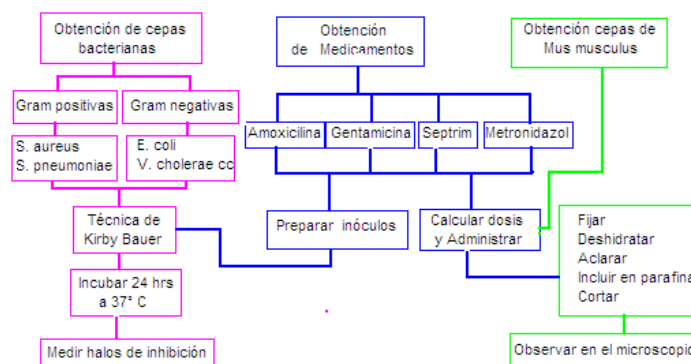 Obtención de cepas
bacterianas
Obtención
de Medicamentos
Obtención cepas de
Mus musculus
Gram positivas
Gram negativas
S. aureus
S. pneumoniae
E. coli
V. cholerae cc
Amoxicilina
Gentamicina
Septrim
Metronidazol
Técnica de
Kirby Bauer
Preparar inóculos
Calcular dosis
y Administrar
Fijar
Deshidratar
Aclarar
Incluir en parafina
Cortar
Incubar 24 hrs
a 37° C
Medir halos de inhibición
Observar en el microscopio